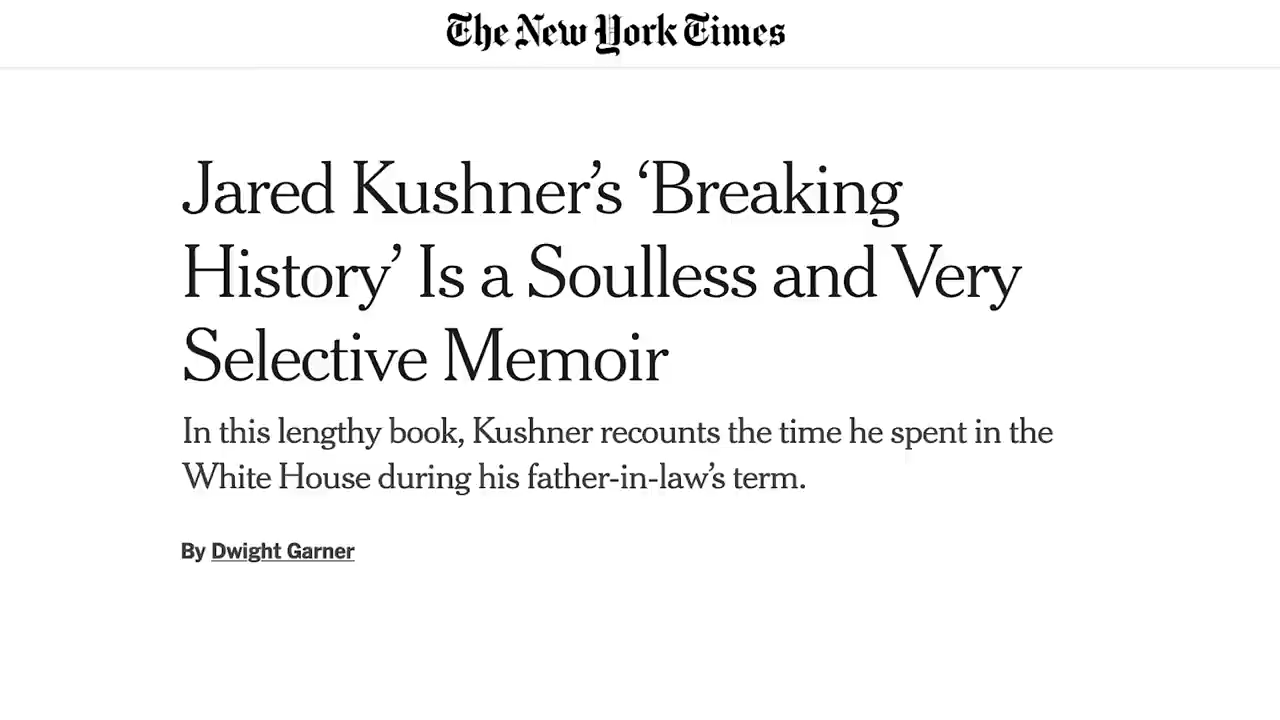 The New York Times
Jared Kushner’s ‘Breaking
History’ Is a Soulless and Very
Selective Memoir
In this lengthy book, Kushner recounts the time he spent in the
White House during his father-in-law’s term.
By Dwight Garner